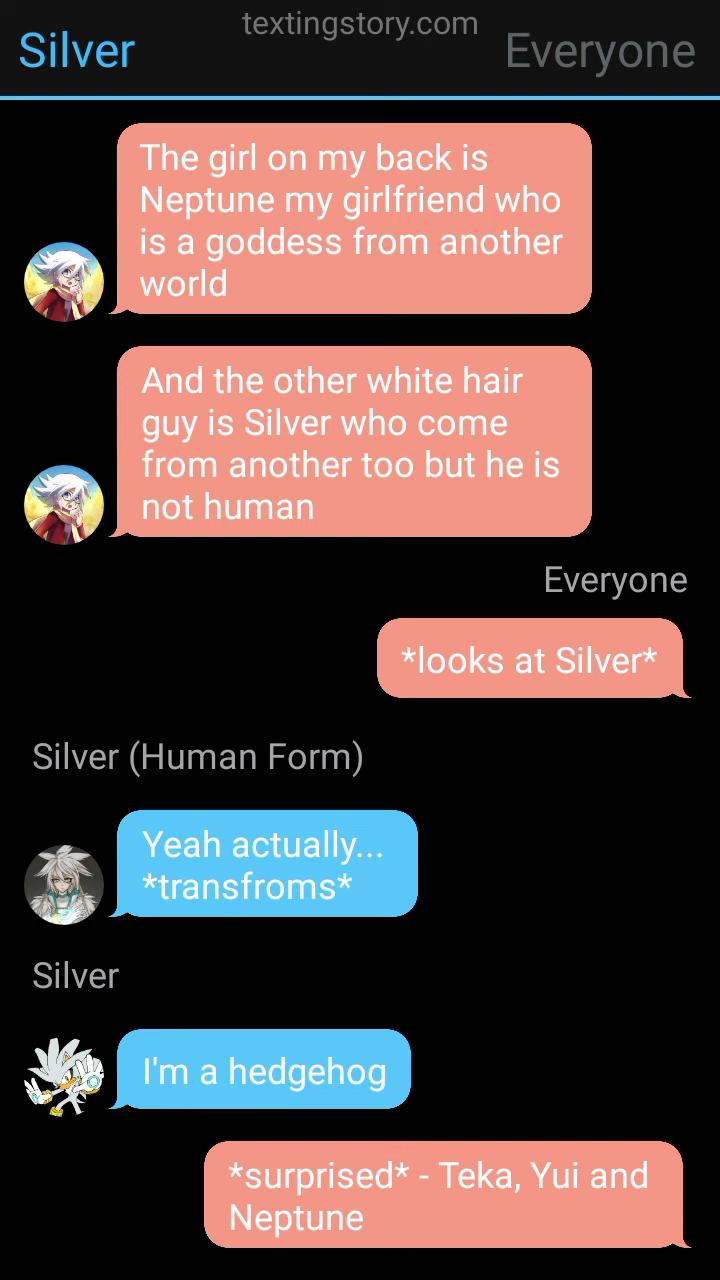 textingstory.com
Silver
Everyone
The girl on my back is
Neptune my girlfriend who
is a goddess from another
world
And the other white hair
guy is Silver who come
from another too but he is
not human
Everyone
*looks at Silver*
Silver (Human Form)
Yeah actually...
*transfroms*
Silver
I'm a hedgehog
*surprised* - Teka, Yui and
Neptune